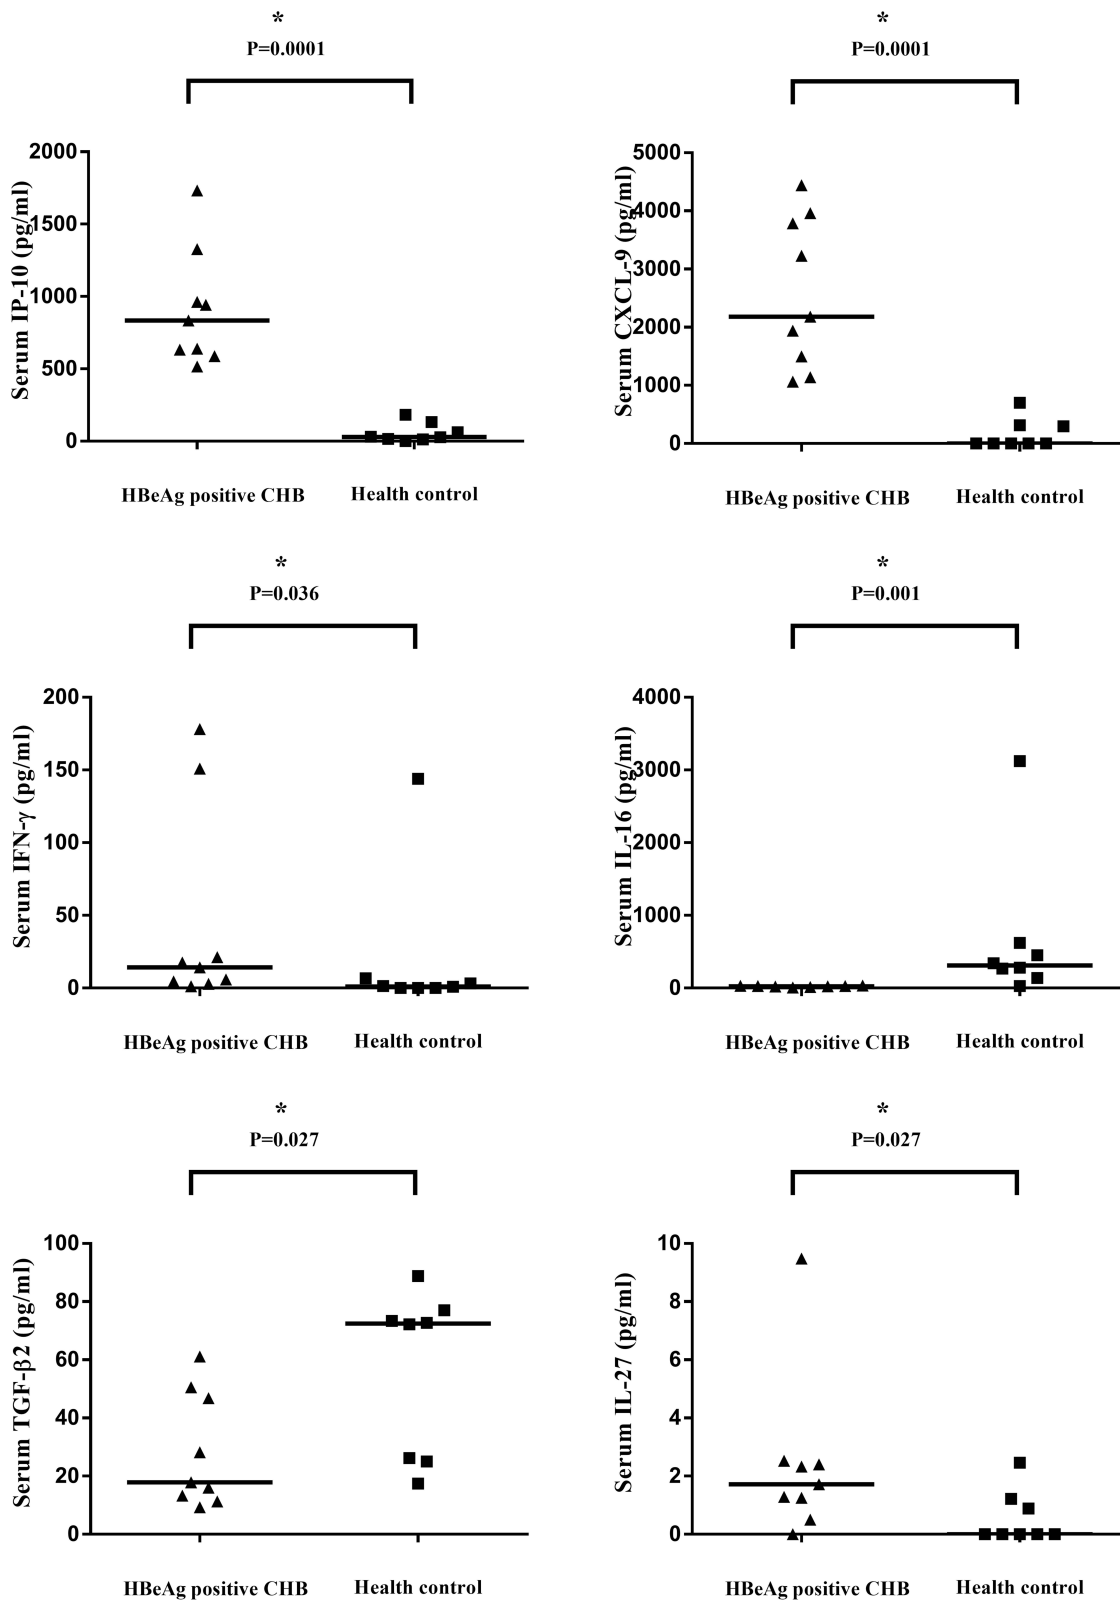 *
P=0.0001
2000
1500
1000
500
0
Serum IP-10 (pg/ml)
HBeAg positive CHB
Health control
*
P=0.0001
5000
4000
3000
2000
1000
0
Serum CXCL-9 (pg/ml)
HBeAg positive CHB
Health control
*
P=0.036
200
150
100
50
0
Serum IFN-γ (pg/ml)
HBeAg positive CHB
Health control
*
P=0.001
4000
3000
2000
1000
0
Serum IL-16 (pg/ml)
HBeAg positive CHB
Health control
*
P=0.027
100
80
60
40
20
0
Serum TGF-β2 (pg/ml)
HBeAg positive CHB
Health control
*
P=0.027
10
8
6
4
2
0
Serum IL-27 (pg/ml)
HBeAg positive CHB
Health control